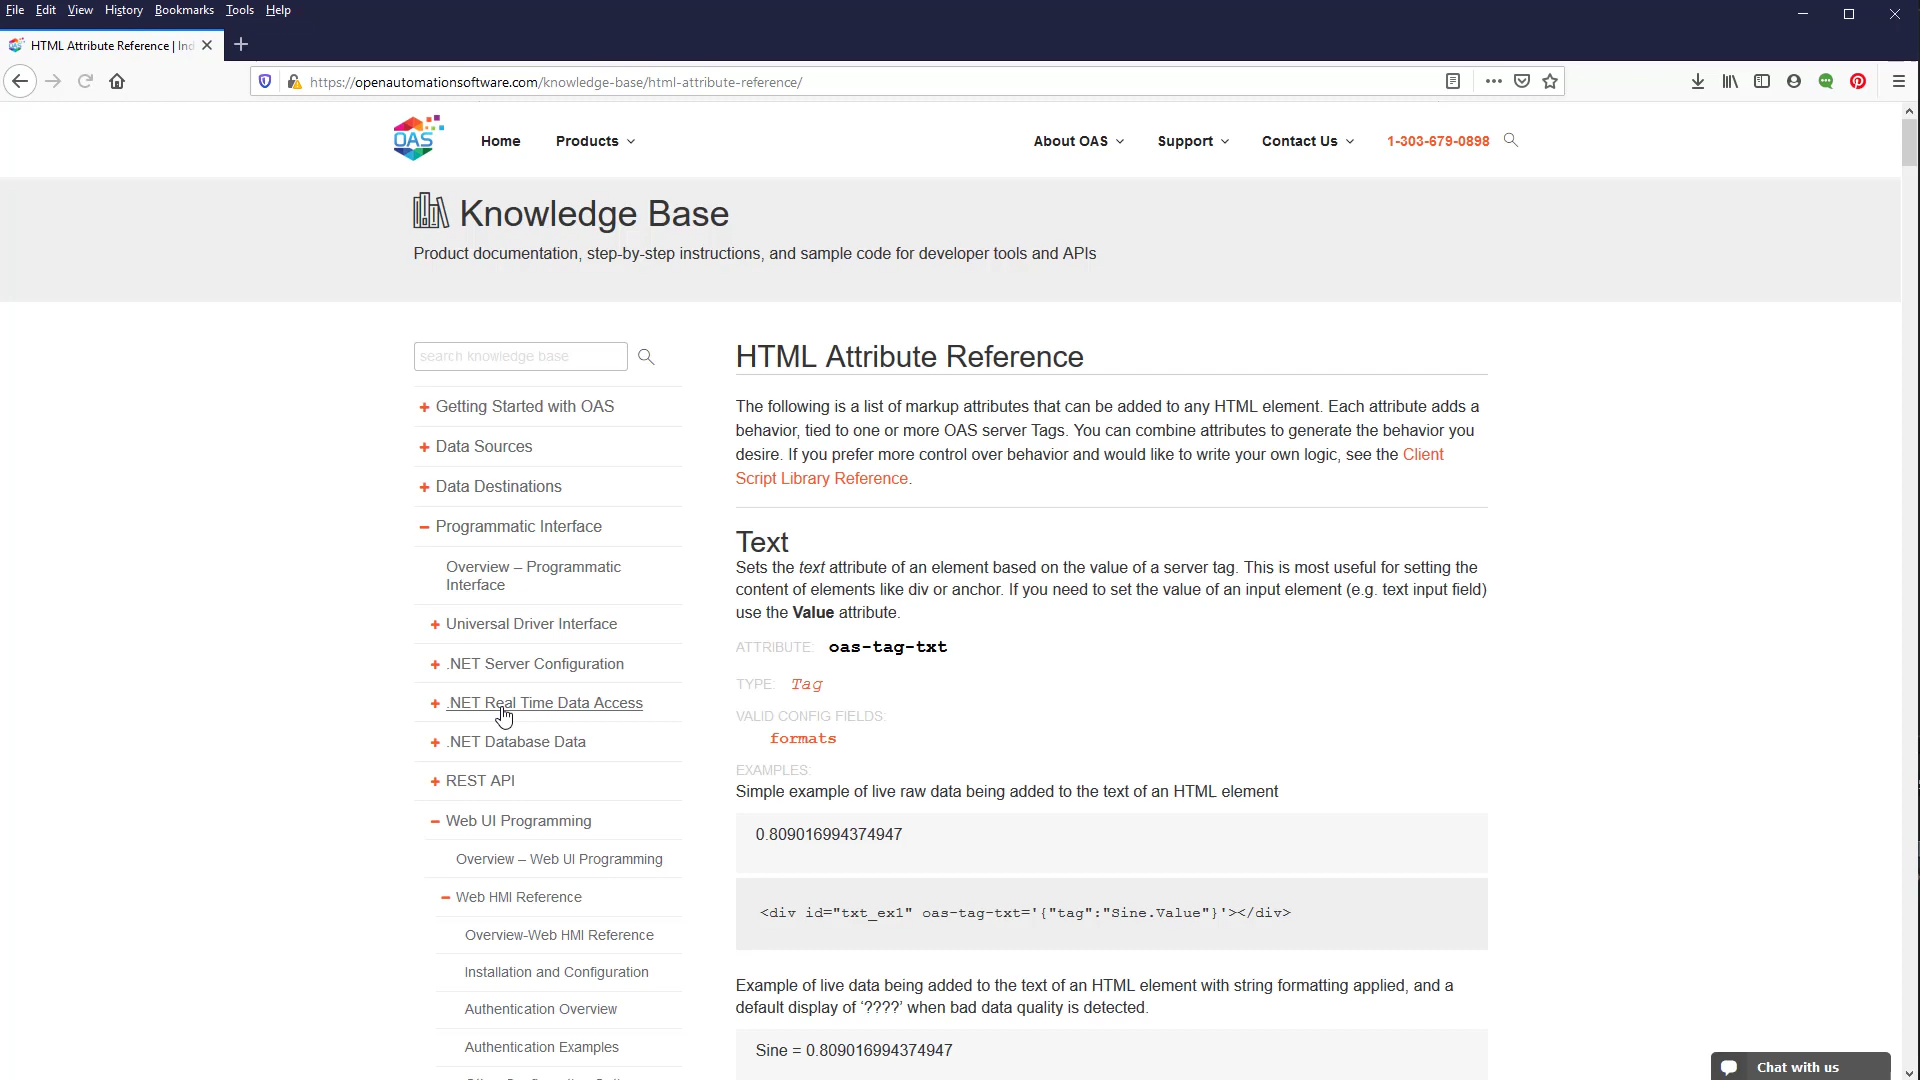 File Edit View History Bookmarks Tools Help
HTML Attribute Reference | Ind
https://openautomationsoftware.com/knowledge-base/html-attribute-reference/
OAS
Home Products About OAS Support Contact Us 1-303-679-0898
Knowledge Base
Product documentation, step-by-step instructions, and sample code for developer tools and APIs
search knowledge base
Getting Started with OAS
Data Sources
Data Destinations
Programmatic Interface
Overview – Programmatic
Interface
Universal Driver Interface
.NET Server Configuration
.NET Real Time Data Access
.NET Database Data
REST API
Web UI Programming
Overview – Web UI Programming
Web HMI Reference
Overview-Web HMI Reference
Installation and Configuration
Authentication Overview
Authentication Examples
HTML Attribute Reference
The following is a list of markup attributes that can be added to any HTML element. Each attribute adds a
behavior, tied to one or more OAS server Tags. You can combine attributes to generate the behavior you
desire. If you prefer more control over behavior and would like to write your own logic, see the Client
Script Library Reference.
Text
Sets the text attribute of an element based on the value of a server tag. This is most useful for setting the
content of elements like div or anchor. If you need to set the value of an input element (e.g. text input field)
use the Value attribute.
ATTRIBUTE: oas-tag-txt
TYPE: Tag
VALID CONFIG FIELDS:
formats
EXAMPLES:
Simple example of live raw data being added to the text of an HTML element
0.809016994374947
<div id="txt_ex1" oas-tag-txt='{"tag":"Sine.Value"}'></div>
Example of live data being added to the text of an HTML element with string formatting applied, and a
default display of ‘????’ when bad data quality is detected.
Sine = 0.809016994374947
Chat with us